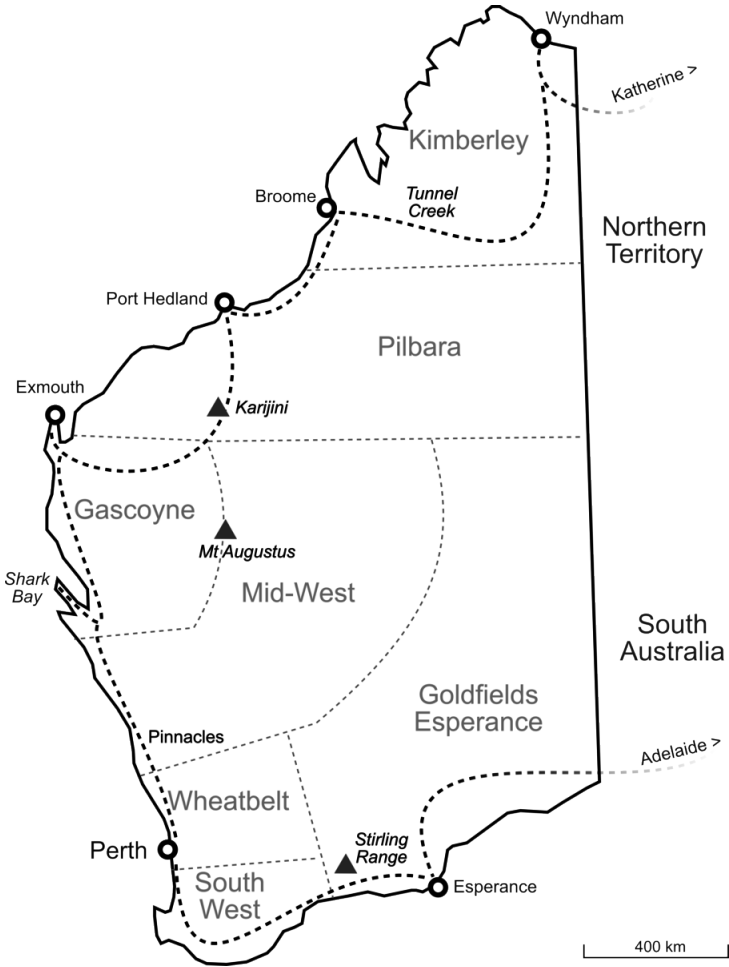 Wyndham
Katherine >
Kimberley
Tunnel
Creek
Broome
Northern
Territory
Port Hedland
Pilbara
Exmouth
Karijini
Gascoyne
Mt Augustus
Shark
Bay
Mid-West
South
Australia
Goldfields
Esperance
Pinnacles
Adelaide >
Wheatbelt
Perth
Stirling
Range
South
West
Esperance
400 km